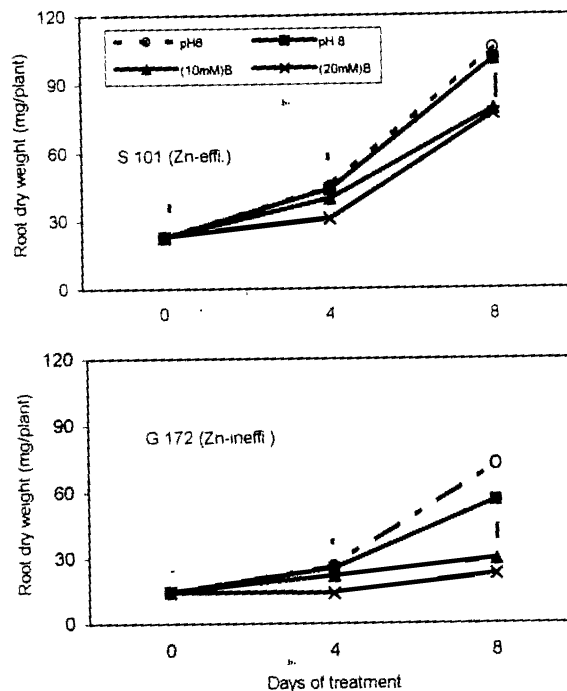 120
pH6 pH 8
(10mM)B (20mM)B
90
S 101 (Zn-effi.)
60
30
0
0 4 8
Root dry weight (mg/plant)
120
G 172 (Zn-ineffi )
90
60
30
0
0 4 8
Root dry weight (mg/plant)
Days of treatment